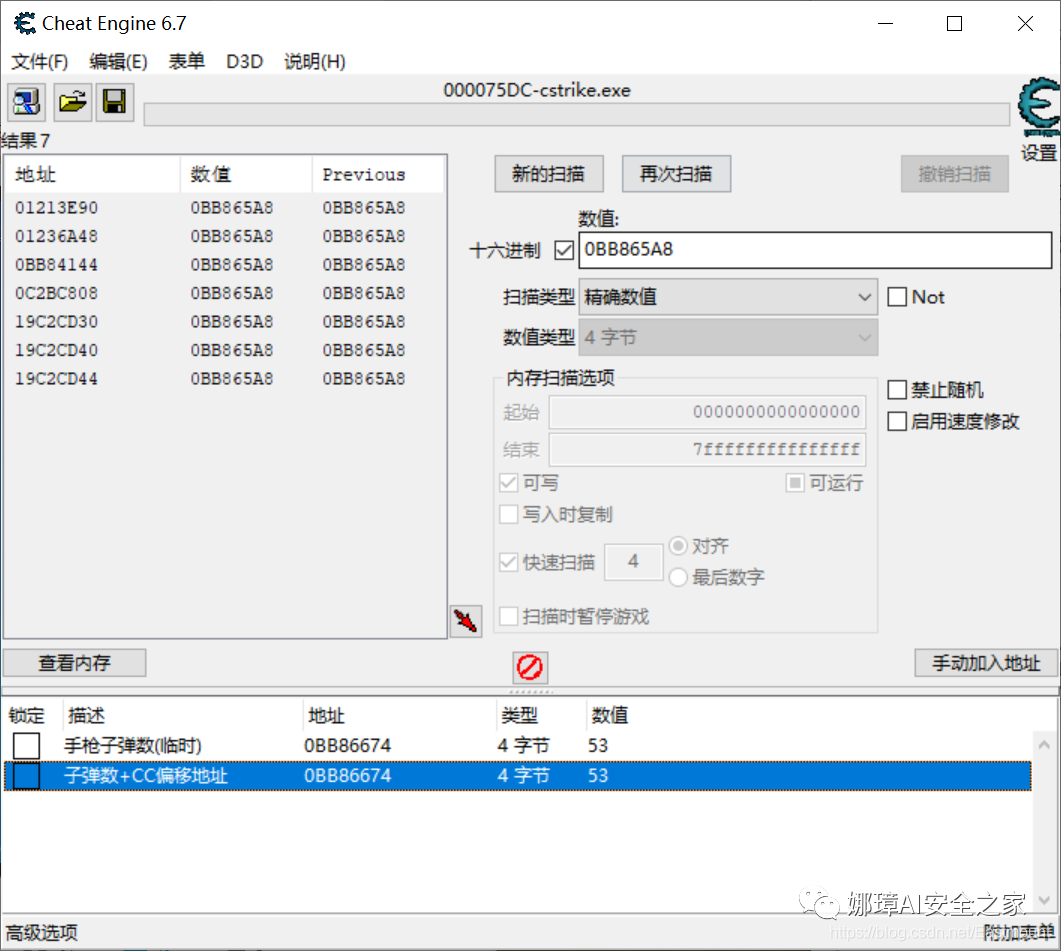 Cheat Engine 6.7
文件(F) 编辑(E) 表单 D3D 说明(H)
000075DC-cstrike.exe
设置
结果 7
地址 数值 Previous
01213E90 0BB865A8 0BB865A8
01236A48 0BB865A8 0BB865A8
0BB84144 0BB865A8 0BB865A8
0C2BC808 0BB865A8 0BB865A8
19C2CD30 0BB865A8 0BB865A8
19C2CD40 0BB865A8 0BB865A8
19C2CD44 0BB865A8 0BB865A8
新的扫描 再次扫描 撤销扫描
数值:
十六进制 0BB865A8
扫描类型 精确数值 Not
数值类型 4 字节
内存扫描选项
起始 0000000000000000
结束 7fffffffffffffff
可写 可运行
写入时复制
快速扫描 4 对齐
最后数字
扫描时暂停游戏
禁止随机
启用速度修改
查看内存 手动加入地址
锁定 描述 地址 类型 数值
手枪子弹数(临时) 0BB86674 4 字节 53
子弹数+CC偏移地址 0BB86674 4 字节 53
娜璋AI安全之家
高级选项 附加表单